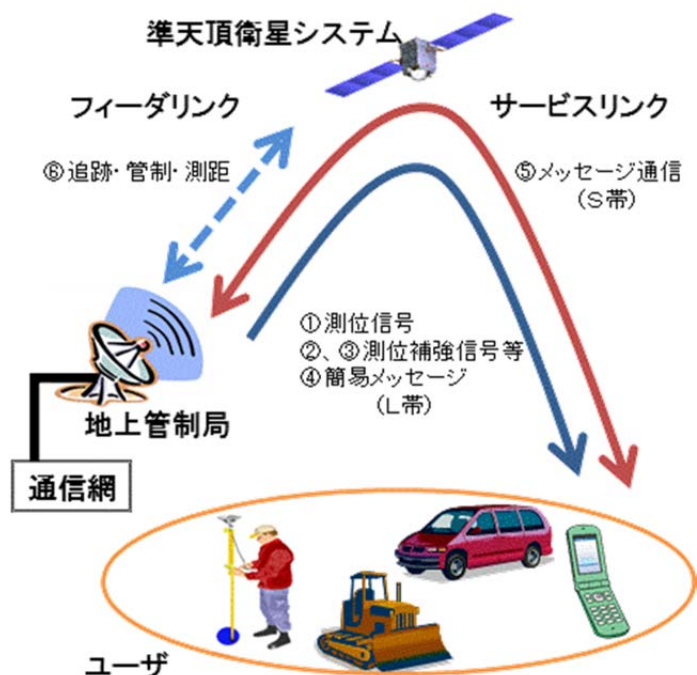 準天頂衛星システム
フィーダリンク
サービスリンク
⑥追跡・管制・測距
⑤メッセージ通信
(S帯)
①測位信号
②、③測位補強信号等
④簡易メッセージ
(L帯)
地上管制局
通信網
ユーザ